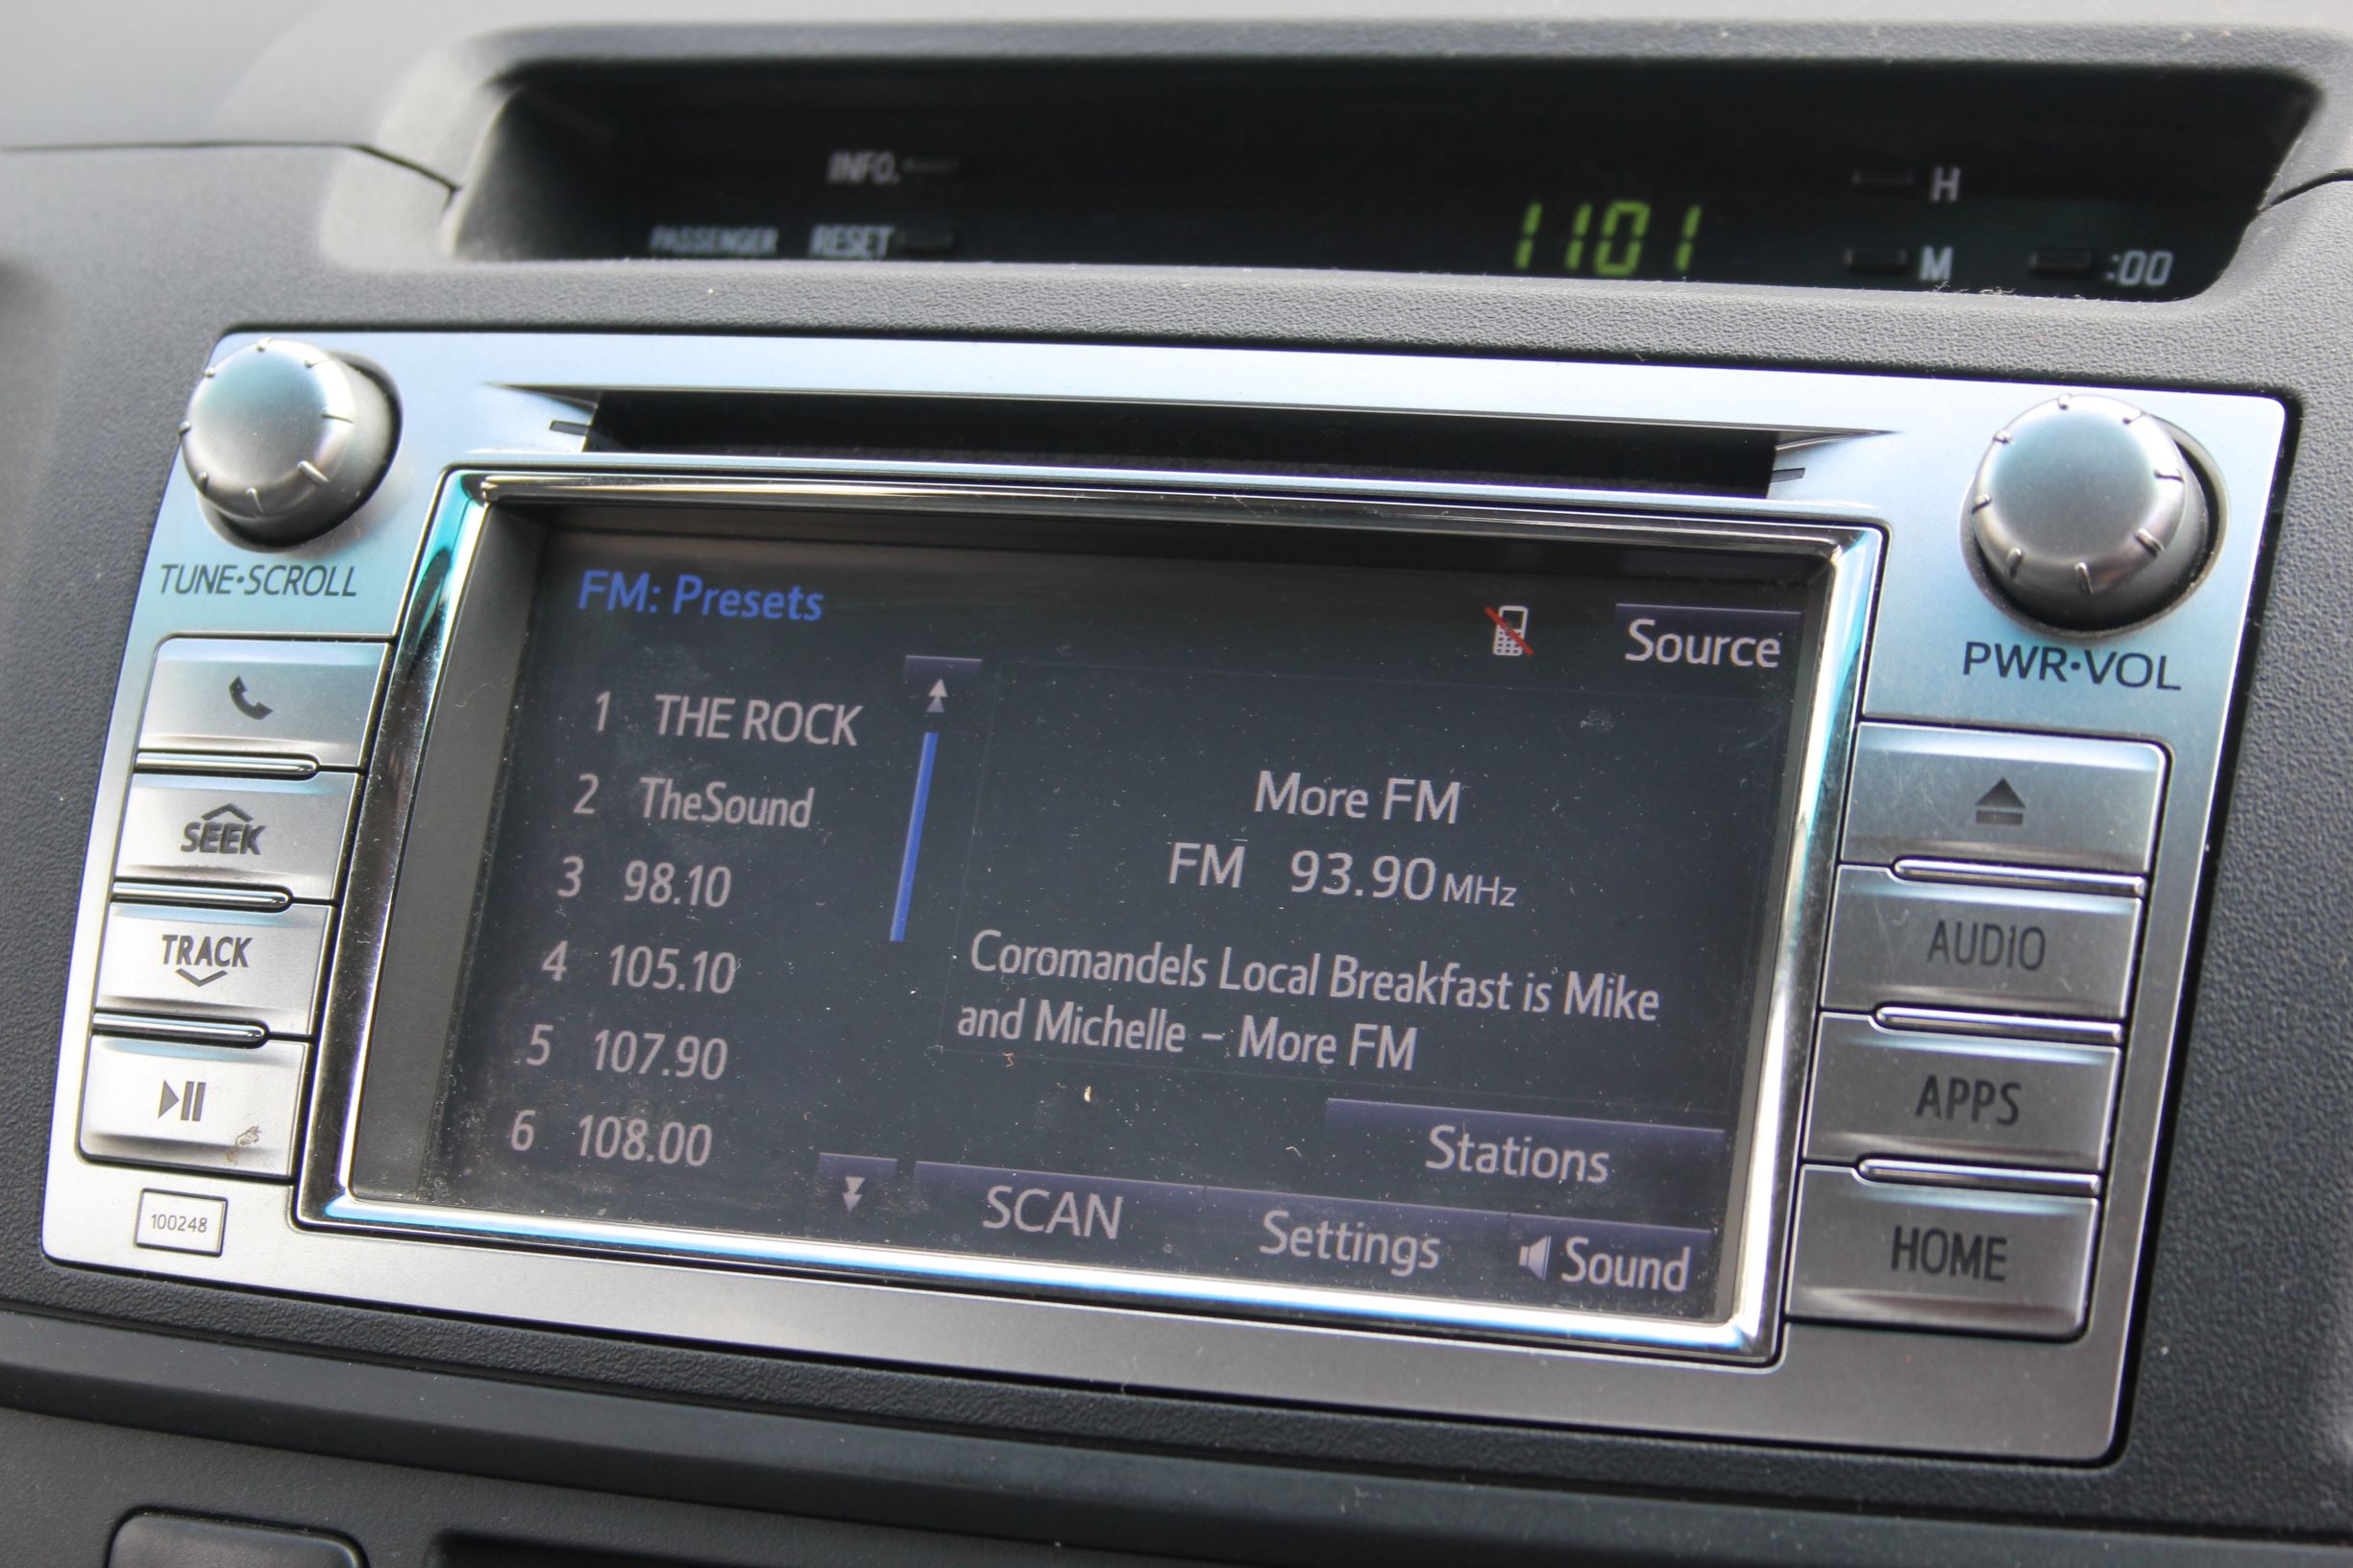 INFO.
H
PASSENGER RESET
1101
M :00
TUNE•SCROLL
PWR•VOL
FM: Presets
Source
1 THE ROCK
2 TheSound
3 98.10
4 105.10
5 107.90
6 108.00
More FM
FM 93.90 MHz
Coromandels Local Breakfast is Mike
and Michelle – More FM
Stations
SCAN
Settings
Sound
SEEK
TRACK
100248
AUDIO
APPS
HOME